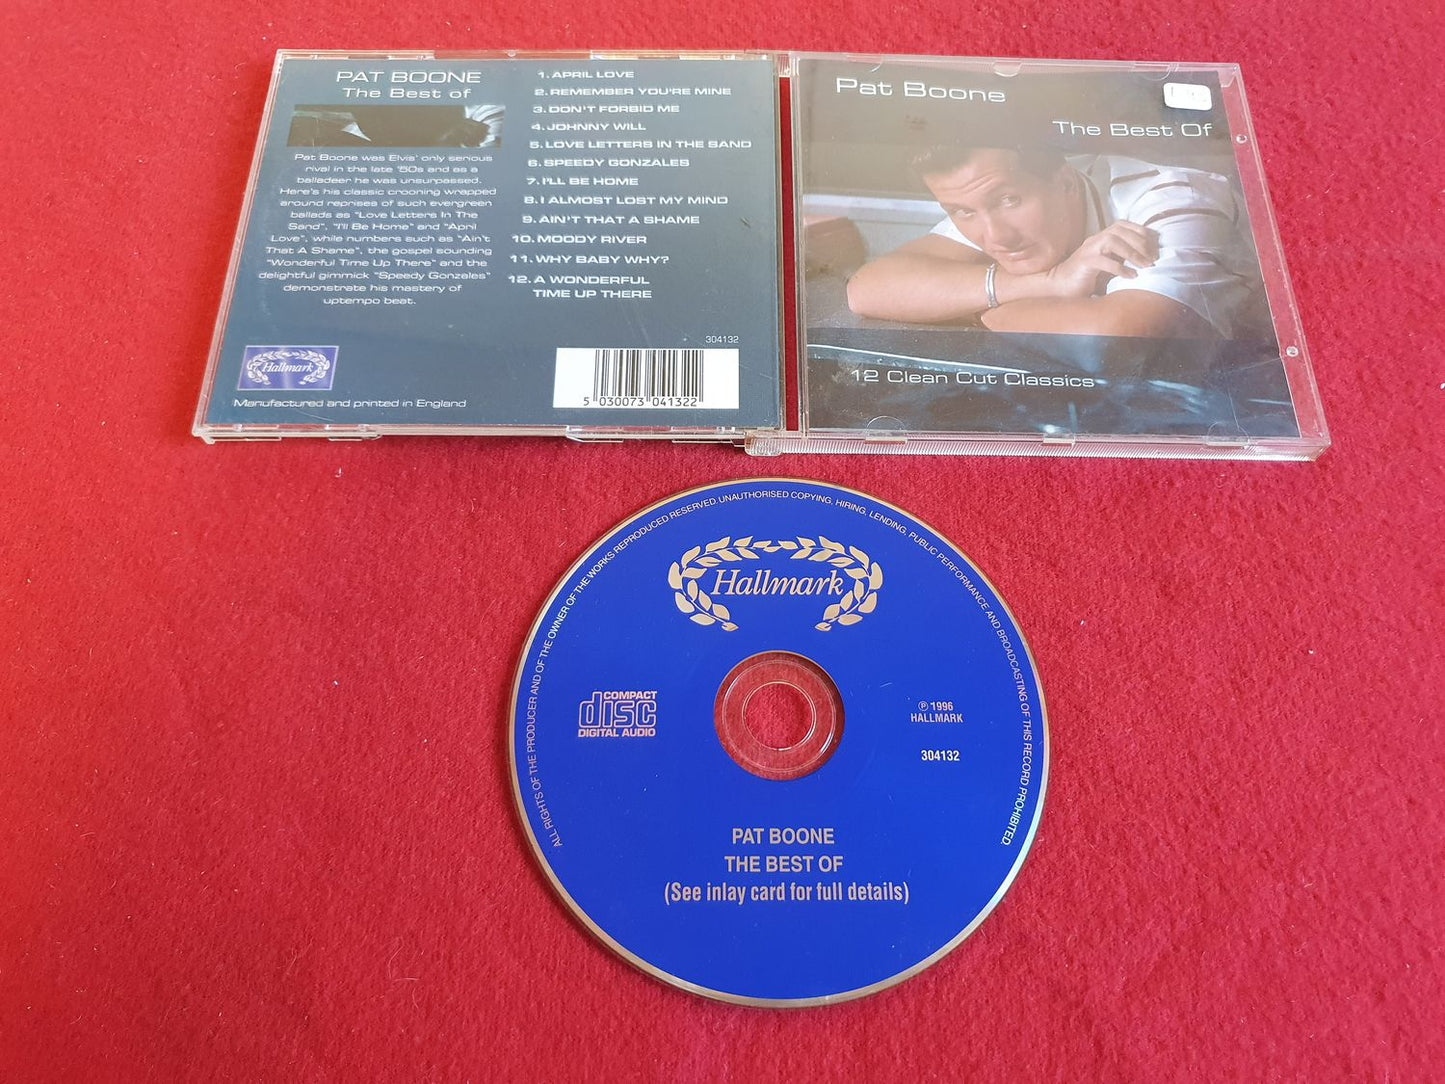 PAT BOONE
The Best of
Pat Boone was Elvis' only serious
rival in the late '50s and as a
balladeer he was unsurpassed.
Here's his classic crooning wrapped
around reprises of such evergreen
ballads as "Love Letters In The
Sand", "I'll Be Home" and "April
Love", while numbers such as "Ain't
That A Shame", the gospel sounding
"Wonderful Time Up There" and the
delightful gimmick "Speedy Gonzales"
demonstrate his mastery of
uptempo beat.
Hallmark
Manufactured and printed in England
1. APRIL LOVE
2. REMEMBER YOU'RE MINE
3. DON'T FORBID ME
4. JOHNNY WILL
5. LOVE LETTERS IN THE SAND
6. SPEEDY GONZALES
7. I'LL BE HOME
8. I ALMOST LOST MY MIND
9. AIN'T THAT A SHAME
10. MOODY RIVER
11. WHY BABY WHY?
12. A WONDERFUL
TIME UP THERE
304132
5 030073 041322
Pat Boone
The Best Of
12 Clean Cut Classics
ALL RIGHTS OF THE PRODUCER AND OF THE OWNER OF THE WORKS REPRODUCED RESERVED. UNAUTHORISED COPYING, HIRING, LENDING, PUBLIC PERFORMANCE AND BROADCASTING OF THIS RECORD PROHIBITED.
Hallmark
COMPACT
disc
DIGITAL AUDIO
℗ 1996
HALLMARK
304132
PAT BOONE
THE BEST OF
(See inlay card for full details)